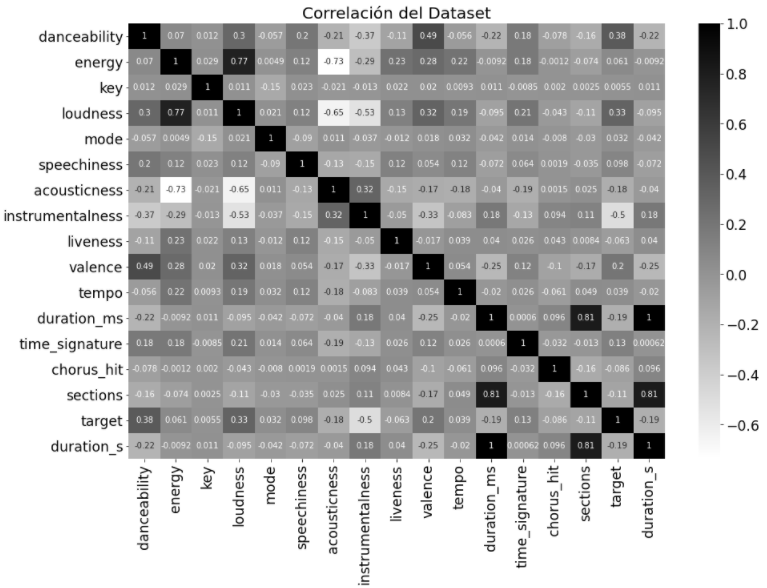 Correlación del Dataset
danceability 1 0.07 0.012 0.3 -0.057 0.2 -0.21 -0.37 -0.11 0.49 -0.056 -0.22 0.18 -0.078 -0.16 0.38 -0.22
energy 0.07 1 0.029 0.77 0.0049 0.12 -0.73 -0.29 0.23 0.28 0.22 -0.0092 0.18 -0.0012 -0.074 0.061 -0.0092
key 0.012 0.029 1 0.011 -0.15 0.023 -0.021 -0.013 0.022 0.02 0.0093 0.011 -0.0085 0.002 0.0025 0.0055 0.011
loudness 0.3 0.77 0.011 1 0.021 0.12 -0.65 -0.53 0.13 0.32 0.19 -0.095 0.21 -0.043 -0.11 0.33 -0.095
mode -0.057 0.0049 -0.15 0.021 1 -0.09 0.011 -0.037 -0.012 0.018 0.032 -0.042 0.014 -0.008 -0.03 0.032 -0.042
speechiness 0.2 0.12 0.023 0.12 -0.09 1 -0.13 -0.15 0.12 0.054 0.12 -0.072 0.064 0.0019 -0.035 0.098 -0.072
acousticness -0.21 -0.73 -0.021 -0.65 0.011 -0.13 1 0.32 -0.15 -0.17 -0.18 -0.04 -0.19 0.0015 0.025 -0.18 -0.04
instrumentalness -0.37 -0.29 -0.013 -0.53 -0.037 -0.15 0.32 1 -0.05 -0.33 -0.083 0.18 -0.13 0.094 0.11 -0.5 0.18
liveness -0.11 0.23 0.022 0.13 -0.012 0.12 -0.15 -0.05 1 -0.017 0.039 0.04 0.026 0.043 0.0084 -0.063 0.04
valence 0.49 0.28 0.02 0.32 0.018 0.054 -0.17 -0.33 -0.017 1 0.054 -0.25 0.12 -0.1 -0.17 0.2 -0.25
tempo -0.056 0.22 0.0093 0.19 0.032 0.12 -0.18 -0.083 0.039 0.054 1 -0.02 0.026 -0.061 0.049 0.039 -0.02
duration_ms -0.22 -0.0092 0.011 -0.095 -0.042 -0.072 -0.04 0.18 0.04 -0.25 -0.02 1 0.0006 0.096 0.81 -0.19 1
time_signature 0.18 0.18 -0.0085 0.21 0.014 0.064 -0.19 -0.13 0.026 0.12 0.026 0.0006 1 -0.032 -0.013 0.13 0.00062
chorus_hit -0.078 -0.0012 0.002 -0.043 -0.008 0.0019 0.0015 0.094 0.043 -0.1 -0.061 0.096 -0.032 1 -0.16 -0.086 0.096
sections -0.16 -0.074 0.0025 -0.11 -0.03 -0.035 0.025 0.11 0.0084 -0.17 0.049 0.81 -0.013 -0.16 1 -0.11 0.81
target 0.38 0.061 0.0055 0.33 0.032 0.098 -0.18 -0.5 -0.063 0.2 0.039 -0.19 0.13 -0.086 -0.11 1 -0.19
duration_s -0.22 -0.0092 0.011 -0.095 -0.042 -0.072 -0.04 0.18 0.04 -0.25 -0.02 1 0.00062 0.096 0.81 -0.19 1
danceability
energy
key
loudness
mode
speechiness
acousticness
instrumentalness
liveness
valence
tempo
duration_ms
time_signature
chorus_hit
sections
target
duration_s
1.0
0.8
0.6
0.4
0.2
0.0
−0.2
−0.4
−0.6